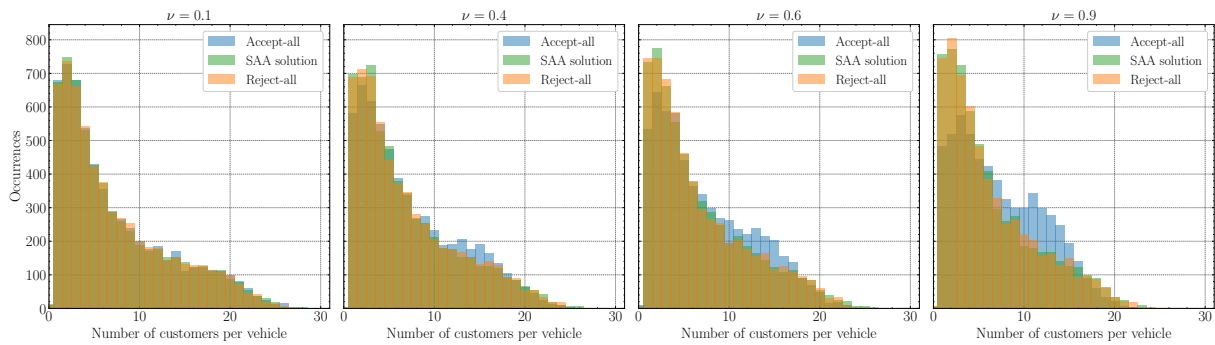 ν = 0.1
ν = 0.4
ν = 0.6
ν = 0.9
Occurrences
800
700
600
500
400
300
200
100
0
Accept-all
SAA solution
Reject-all
Accept-all
SAA solution
Reject-all
Accept-all
SAA solution
Reject-all
Accept-all
SAA solution
Reject-all
0 10 20 30
0 10 20 30
0 10 20 30
0 10 20 30
Number of customers per vehicle
Number of customers per vehicle
Number of customers per vehicle
Number of customers per vehicle